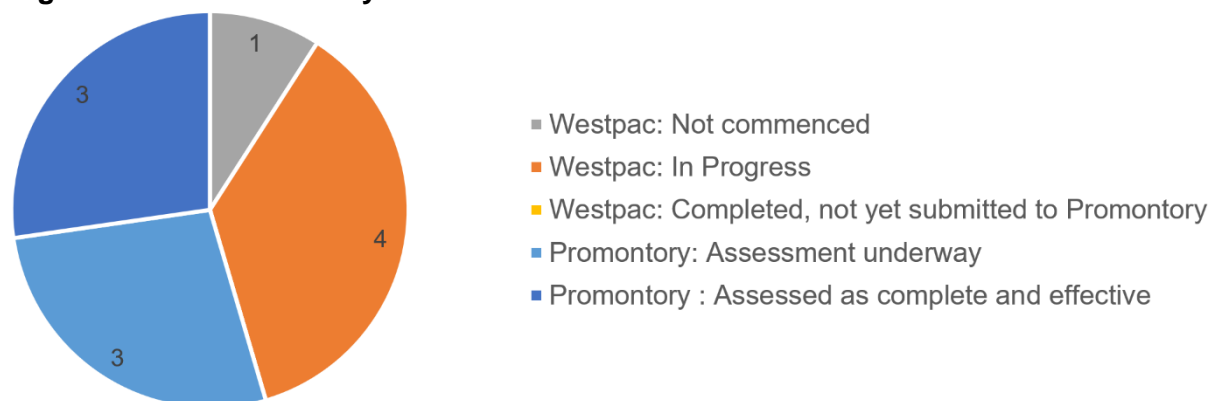 1
3
4
3
Westpac: Not commenced
Westpac: In Progress
Westpac: Completed, not yet submitted to Promontory
Promontory: Assessment underway
Promontory : Assessed as complete and effective